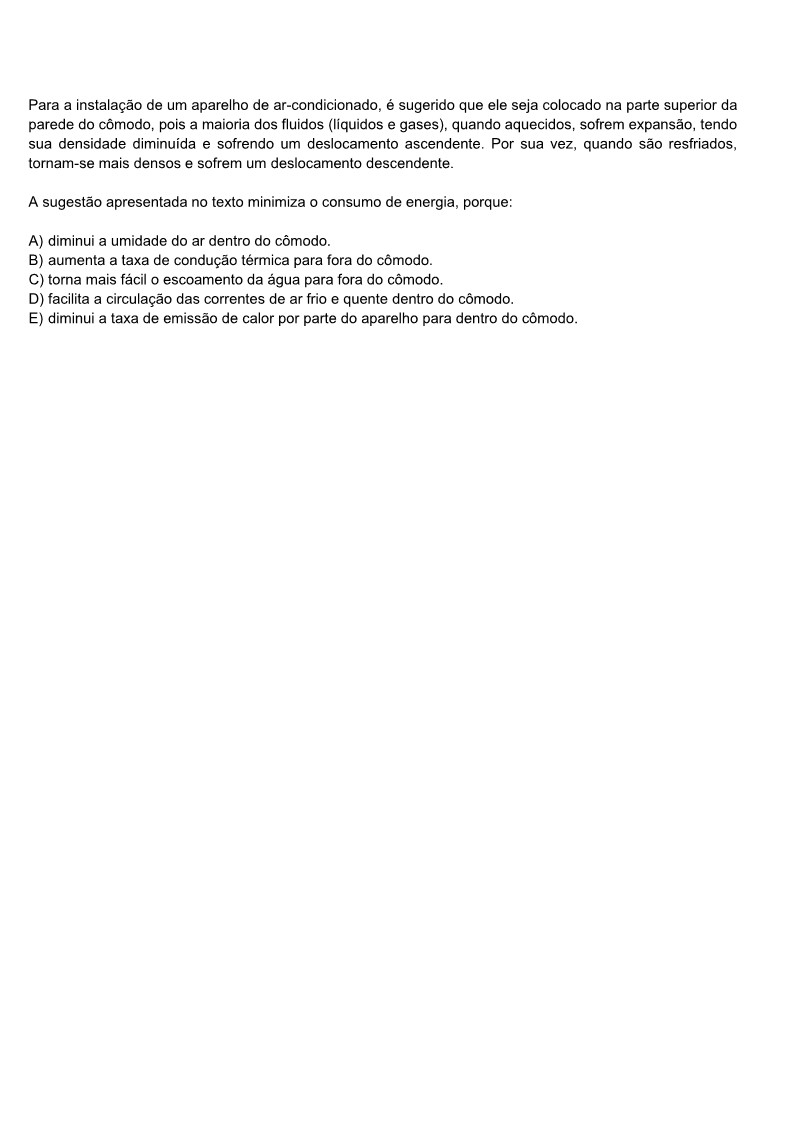 Para a instalação de um aparelho de ar-condicionado, é sugerido que ele seja colocado na parte superior da
parede do cômodo, pois a maioria dos fluidos (líquidos e gases), quando aquecidos, sofrem expansão, tendo
sua densidade diminuída e sofrendo um deslocamento ascendente. Por sua vez, quando são resfriados,
tornam-se mais densos e sofrem um deslocamento descendente.
A sugestão apresentada no texto minimiza o consumo de energia, porque:
A) diminui a umidade do ar dentro do cômodo.
B) aumenta a taxa de condução térmica para fora do cômodo.
C) torna mais fácil o escoamento da água para fora do cômodo.
D) facilita a circulação das correntes de ar frio e quente dentro do cômodo.
E) diminui a taxa de emissão de calor por parte do aparelho para dentro do cômodo.